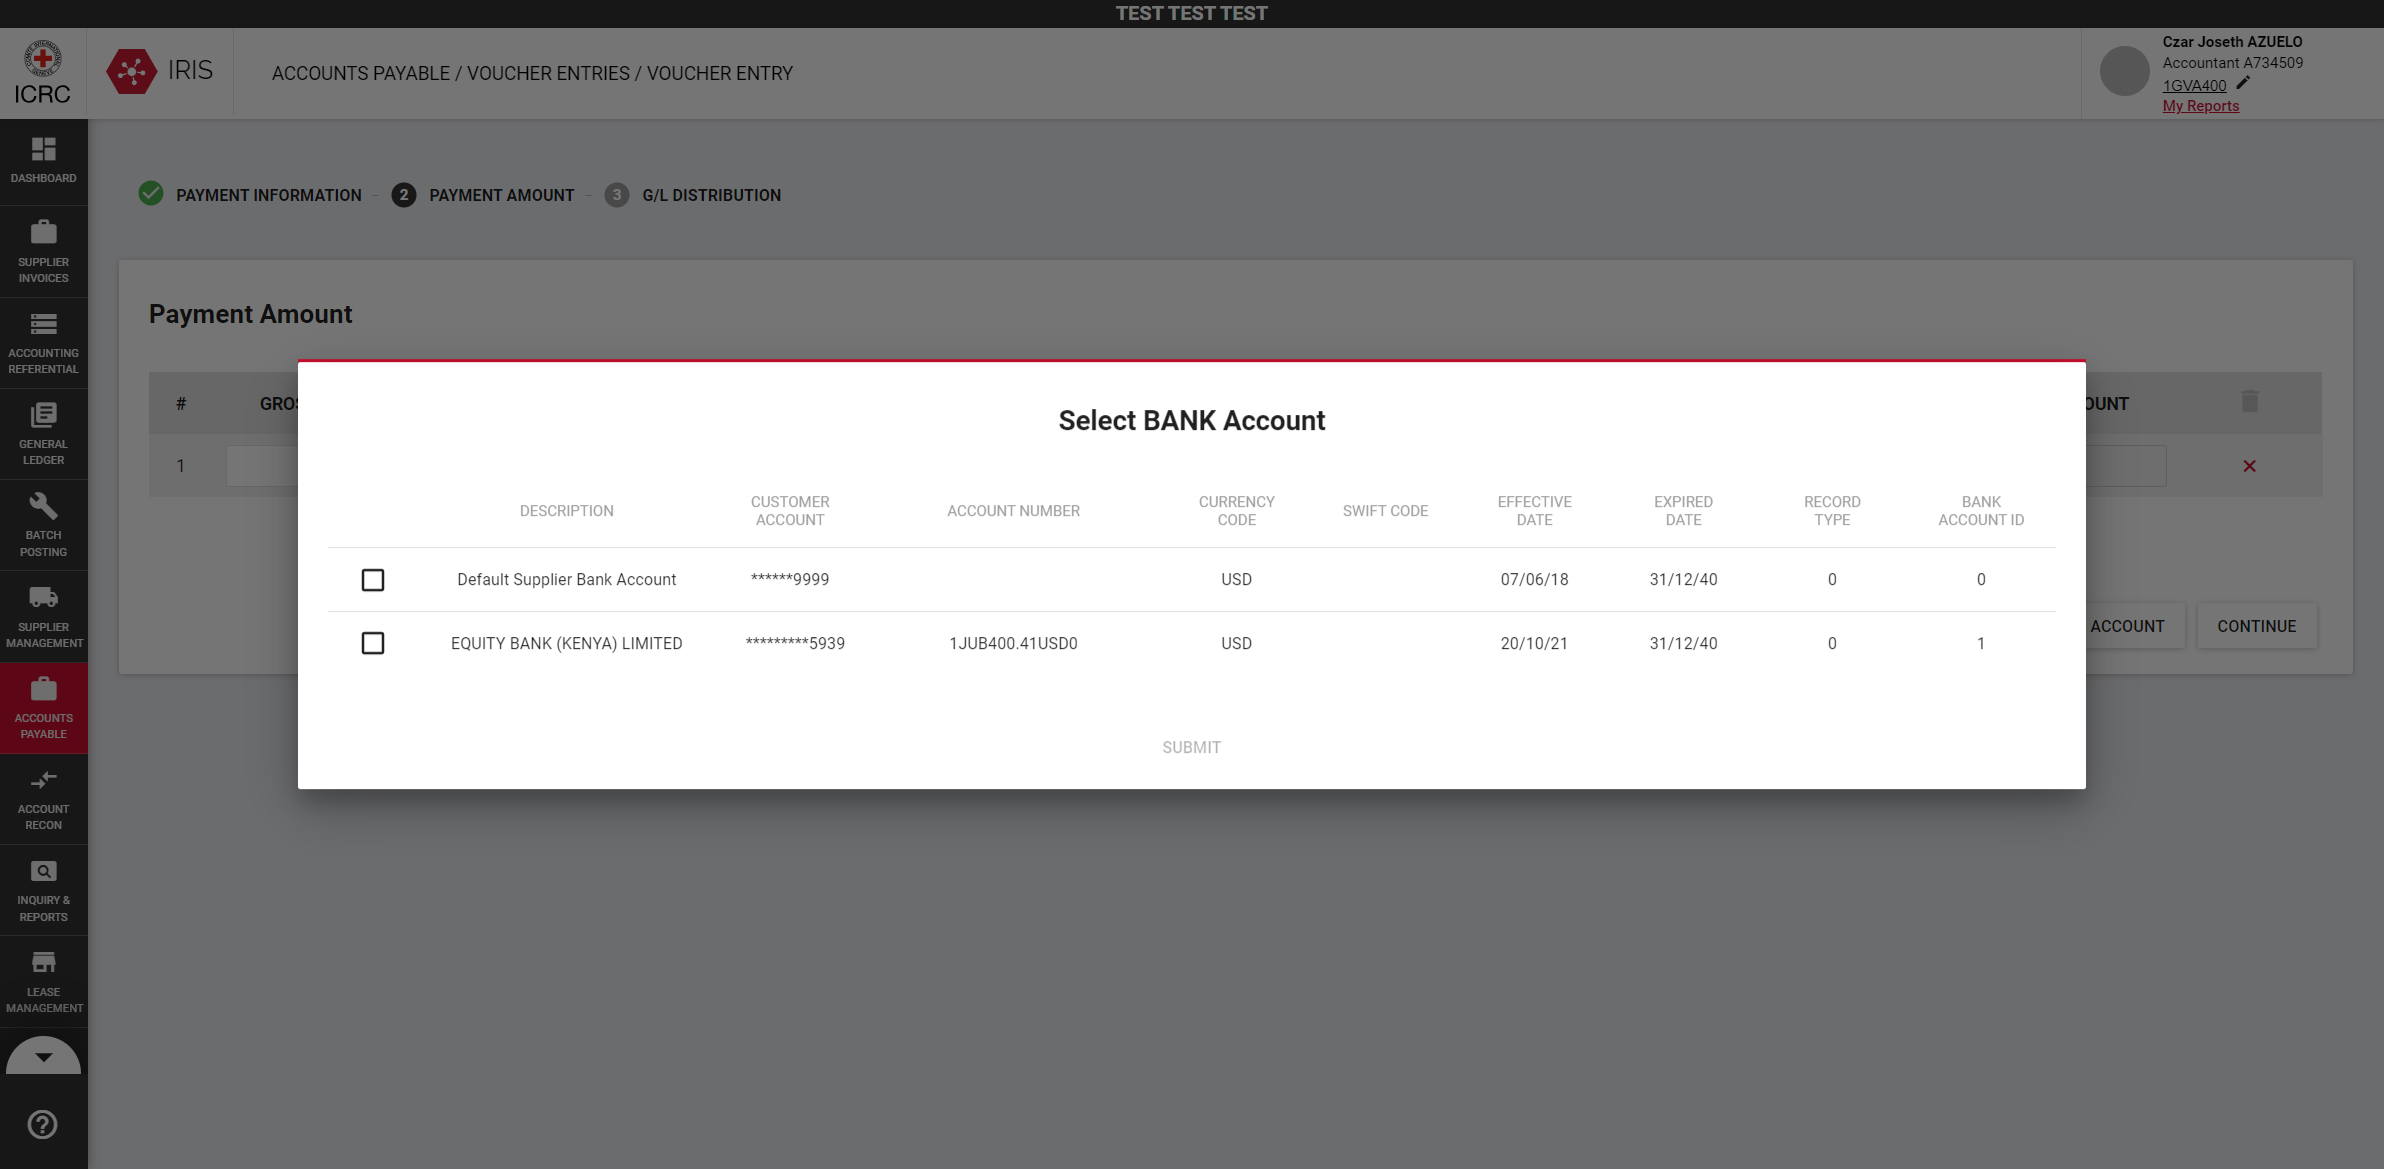 TEST TEST TEST
ICRC
IRIS
ACCOUNTS PAYABLE / VOUCHER ENTRIES / VOUCHER ENTRY
Czar Joseth AZUELO
Accountant A734509
1GVA400
My Reports
DASHBOARD
SUPPLIER
INVOICES
ACCOUNTING
REFERENTIAL
GENERAL
LEDGER
BATCH
POSTING
SUPPLIER
MANAGEMENT
ACCOUNTS
PAYABLE
ACCOUNT
RECON
INQUIRY &
REPORTS
LEASE
MANAGEMENT
PAYMENT INFORMATION - 2 PAYMENT AMOUNT - 3 G/L DISTRIBUTION
Payment Amount
# GROS OUNT
1
ACCOUNT CONTINUE
Select BANK Account
DESCRIPTION CUSTOMER ACCOUNT ACCOUNT NUMBER CURRENCY CODE SWIFT CODE EFFECTIVE DATE EXPIRED DATE RECORD TYPE BANK ACCOUNT ID
Default Supplier Bank Account ******9999 USD 07/06/18 31/12/40 0 0
EQUITY BANK (KENYA) LIMITED *********5939 1JUB400.41USD0 USD 20/10/21 31/12/40 0 1
SUBMIT